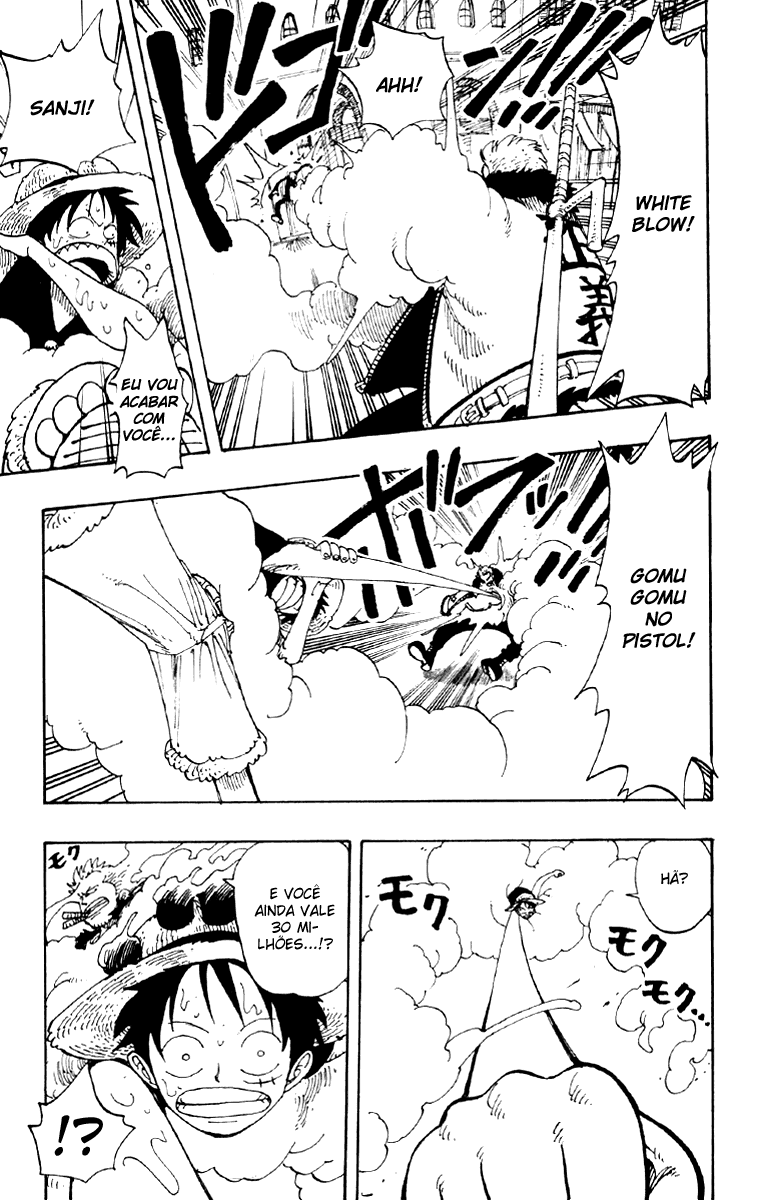 WHITE
BLOW!
AHH!
ドゴッ!!
SANJI!
EU VOU
ACABAR
COM
VOCÊ...
GOMU
GOMU
NO
PISTOL!
ボフッ!!
HÃ?
モク
モク
モク...
E VOCÊ
AINDA VALE
30 MI-
LHÕES...!?
モク
!?